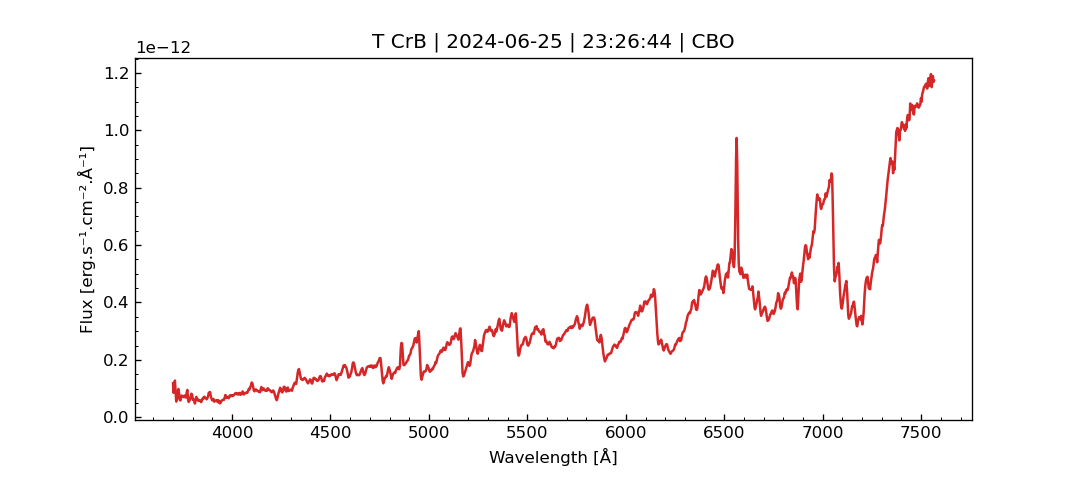 T CrB | 2024-06-25 | 23:26:44 | CBO
1e−12
1.2
1.0
0.8
0.6
0.4
0.2
0.0
Flux [erg.s⁻¹.cm⁻².Å⁻¹]
4000 4500 5000 5500 6000 6500 7000 7500
Wavelength [Å]